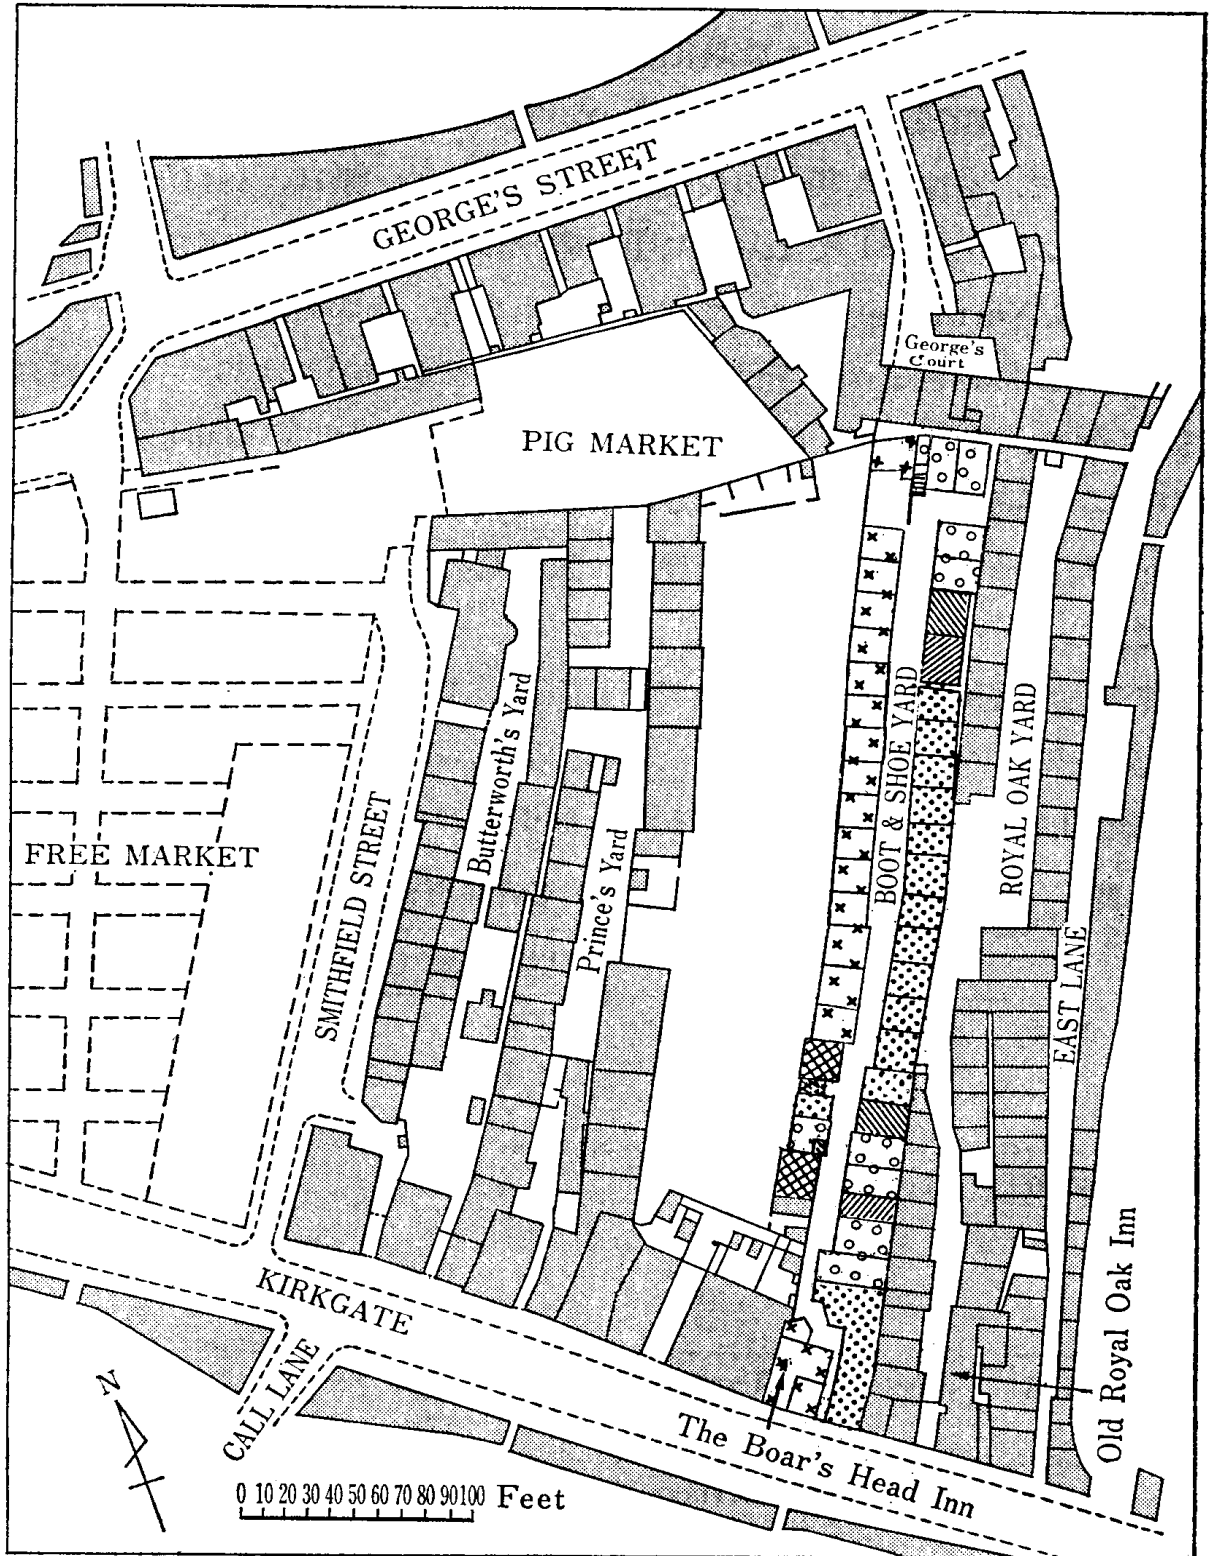 GEORGE'S STREET
George's
Court
PIG MARKET
FREE MARKET
SMITHFIELD STREET
Butterworth's Yard
Prince's Yard
BOOT & SHOE YARD
ROYAL OAK YARD
EAST LANE
KIRKGATE
CALL LANE
The Boar's Head Inn
Old Royal Oak Inn
N
0 10 20 30 40 50 60 70 80 90 100 Feet